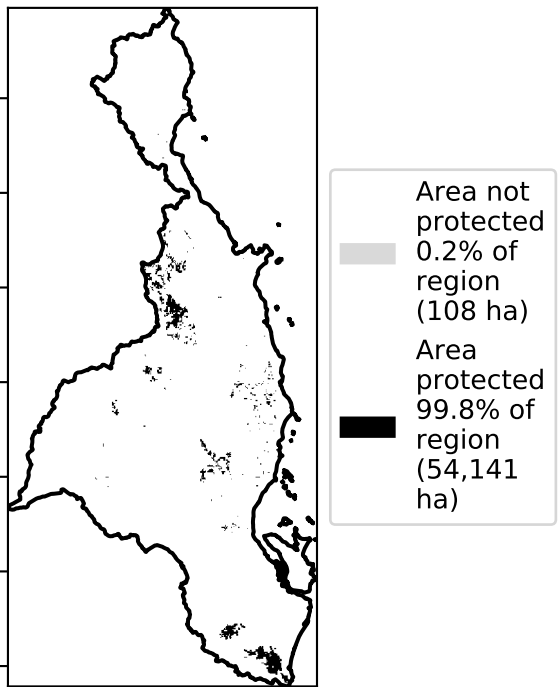 Area not
protected
0.2% of
region
(108 ha)
Area
protected
99.8% of
region
(54,141
ha)